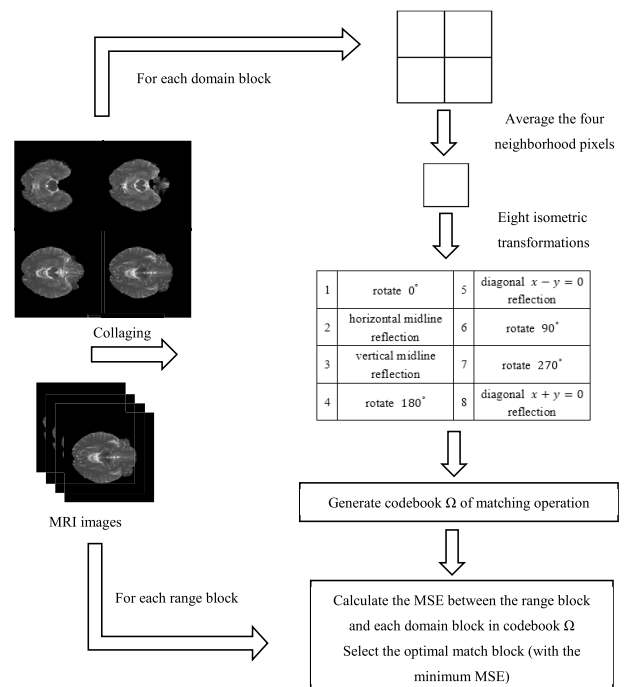 For each domain block
Average the four
neighborhood pixels
Eight isometric
transformations
1 rotate 0° 5 diagonal x − y = 0 reflection
2 horizontal midline reflection 6 rotate 90°
3 vertical midline reflection 7 rotate 270°
4 rotate 180° 8 diagonal x + y = 0 reflection
Collaging
MRI images
Generate codebook Ω of matching operation
For each range block
Calculate the MSE between the range block
and each domain block in codebook Ω
Select the optimal match block (with the
minimum MSE)